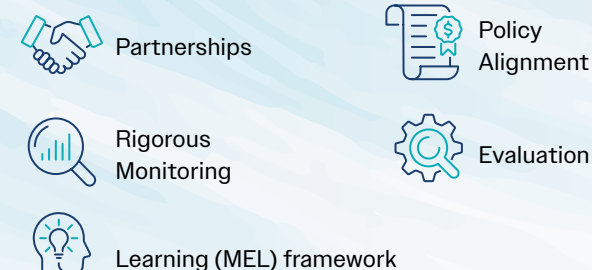 Partnerships
Policy
Alignment
Rigorous
Monitoring
Evaluation
Learning (MEL) framework